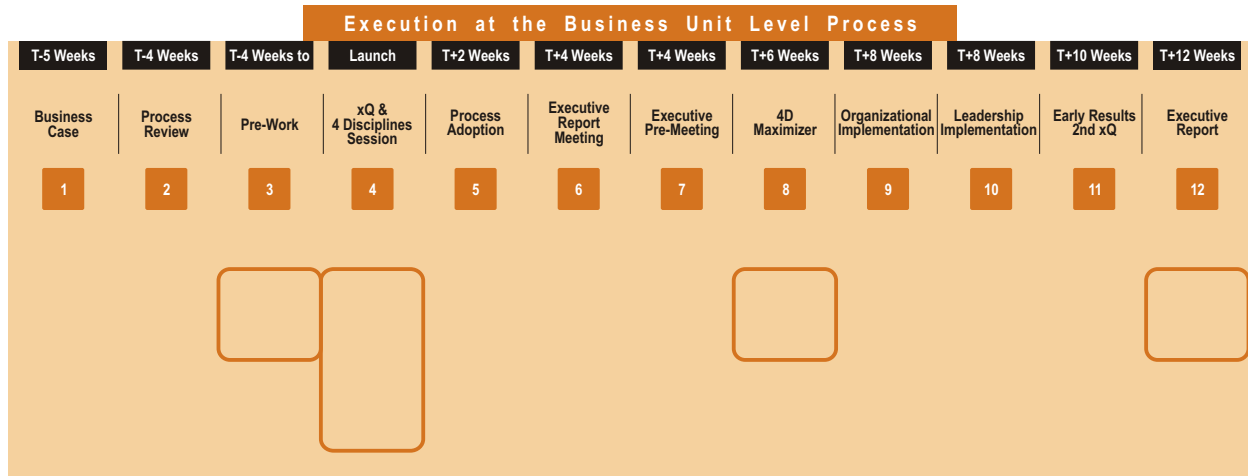 Execution at the Business Unit Level Process
T-5 Weeks
T-4 Weeks
T-4 Weeks to
Launch
T+2 Weeks
T+4 Weeks
T+4 Weeks
T+6 Weeks
T+8 Weeks
T+8 Weeks
T+10 Weeks
T+12 Weeks
Business
Case
Process
Review
Pre-Work
xQ &
4 Disciplines
Session
Process
Adoption
Executive
Report
Meeting
Executive
Pre-Meeting
4D
Maximizer
Organizational
Implementation
Leadership
Implementation
Early Results
2nd xQ
Executive
Report
1
2
3
4
5
6
7
8
9
10
11
12